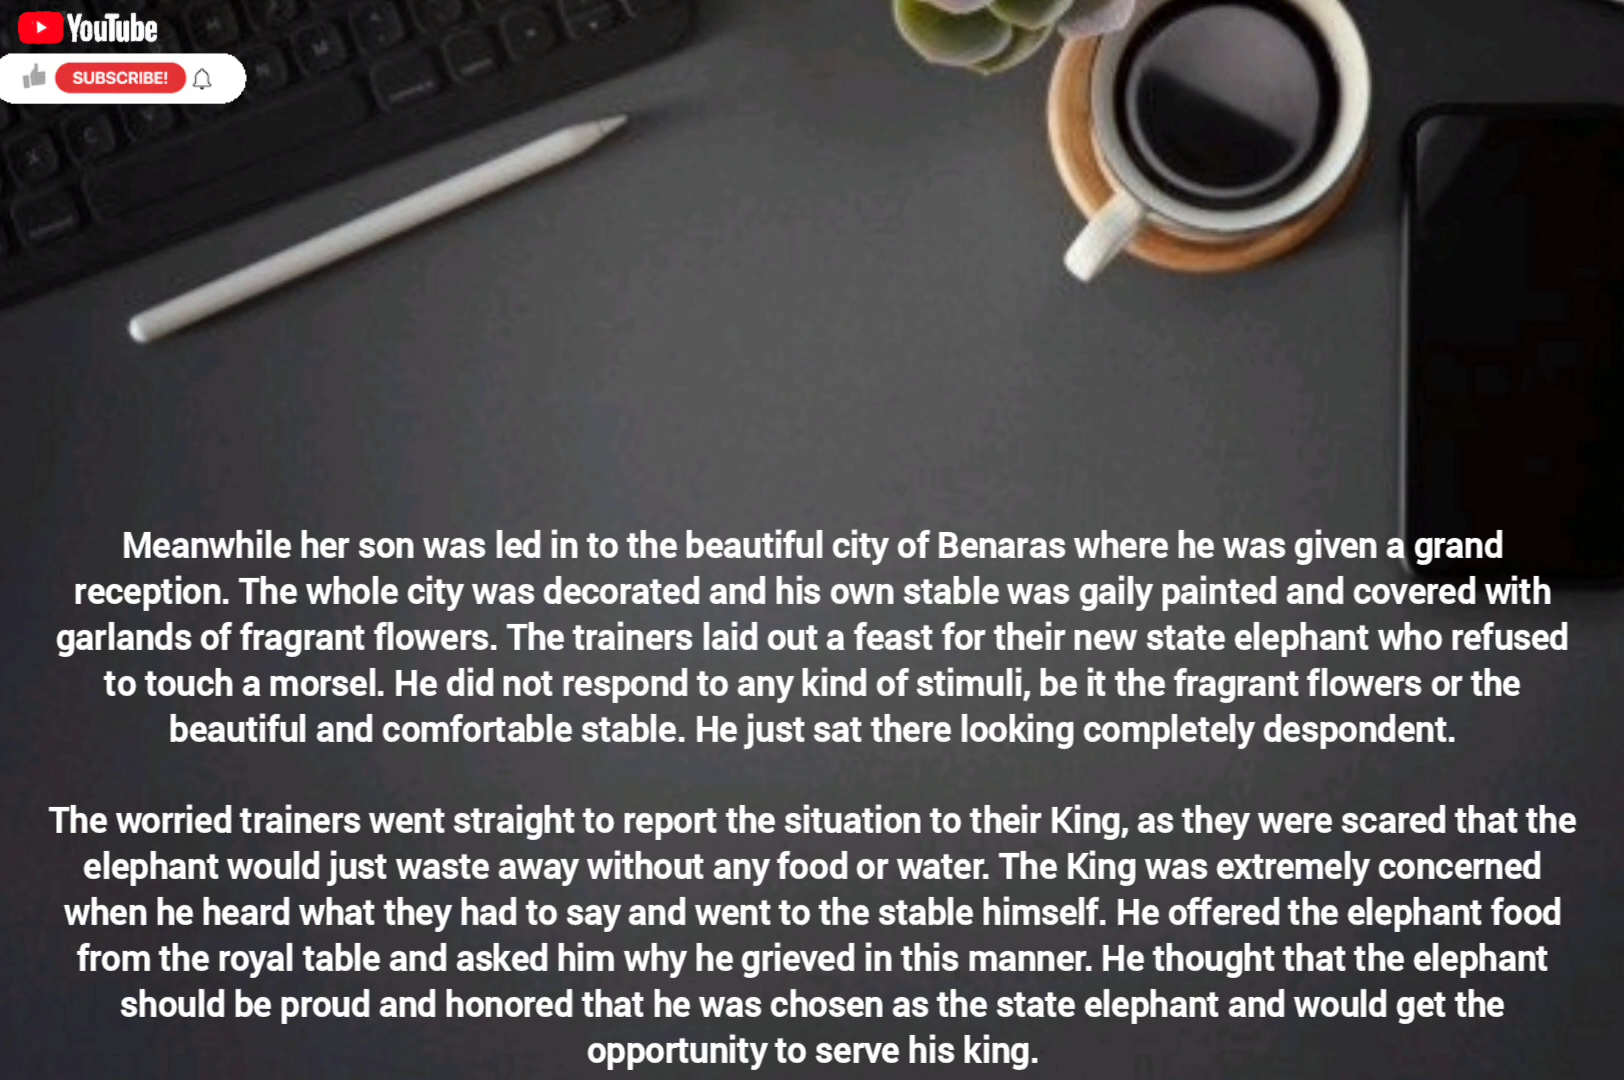 YouTube
SUBSCRIBE!
Meanwhile her son was led in to the beautiful city of Benaras where he was given a grand
reception. The whole city was decorated and his own stable was gaily painted and covered with
garlands of fragrant flowers. The trainers laid out a feast for their new state elephant who refused
to touch a morsel. He did not respond to any kind of stimuli, be it the fragrant flowers or the
beautiful and comfortable stable. He just sat there looking completely despondent.
The worried trainers went straight to report the situation to their King, as they were scared that the
elephant would just waste away without any food or water. The King was extremely concerned
when he heard what they had to say and went to the stable himself. He offered the elephant food
from the royal table and asked him why he grieved in this manner. He thought that the elephant
should be proud and honored that he was chosen as the state elephant and would get the
opportunity to serve his king.